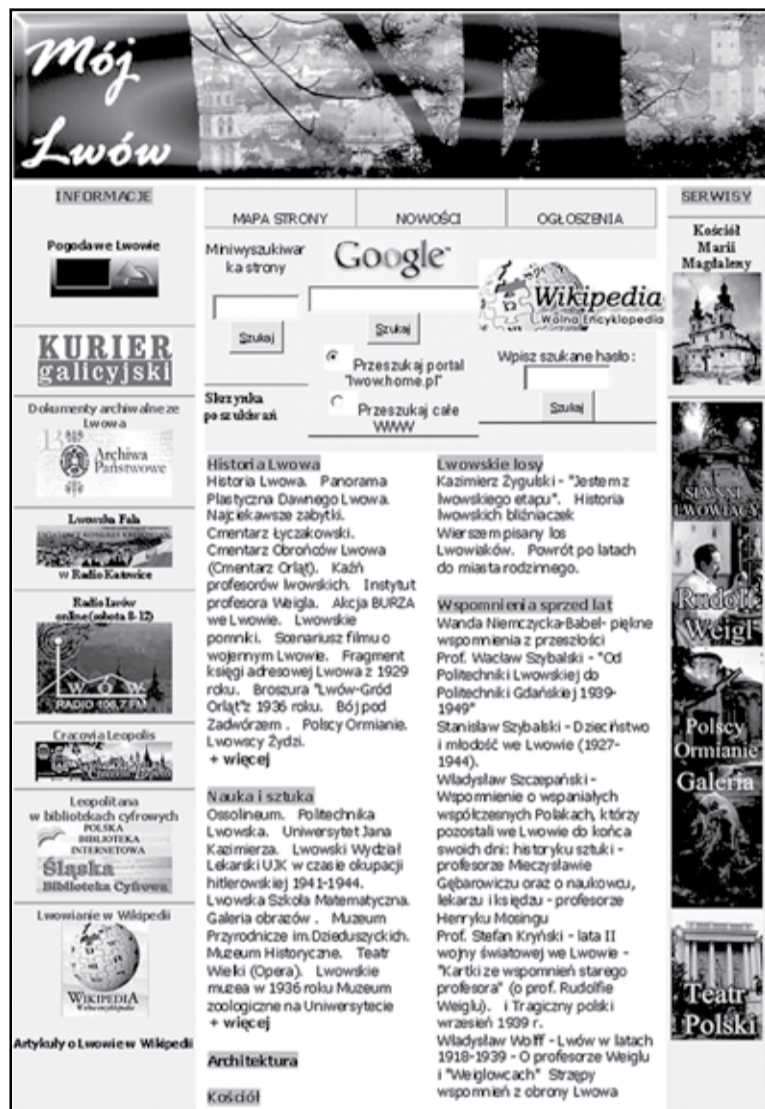 Mój
Lwów
INFORMACJE
Pogoda we Lwowie
KURIER
galicyjski
Dokumenty archiwalne ze
Lwowa
Archiwa
Państwowe
Lwowska Fala
w Radio Katowice
Radio Lwów
online(sobota 8-12)
LWÓW
RADIO 106,7 FM
Cracovia Leopolis
Leopolitana
w bibliotekach cyfrowych
POLSKA
BIBLIOTEKA
INTERNETOWA
Śląska
Biblioteka Cyfrowa
Lwowianie w Wikipedii
WIKIPEDIA
Wolna encyklopedia
Artykuły o Lwowie w Wikipedii
MAPA STRONY
NOWOŚCI
OGŁOSZENIA
Miniwyszukiwar
ka strony
Szukaj
Skrzynka
poszukiwań
Google™
Szukaj
Przeszukaj portal
"lwow.home.pl"
Przeszukaj całe
WWW
Wikipedia
Wolna Encyklopedia
Wpisz szukane hasło:
Szukaj
Historia Lwowa
Historia Lwowa. Panorama
Plastyczna Dawnego Lwowa.
Najciekawsze zabytki.
Cmentarz Łyczakowski.
Cmentarz Obrońców Lwowa
(Cmentarz Orląt). Kaźń
profesorów lwowskich. Instytut
profesora Weigla. Akcja BURZA
we Lwowie. Lwowskie
pomniki. Scenariusz filmu o
wojennym Lwowie. Fragment
księgi adresowej Lwowa z 1929
roku. Broszura "Lwów-Gród
Orląt"z 1936 roku. Bój pod
Zadwórzem . Polscy Ormianie.
Lwowscy Żydzi.
+ więcej
Nauka i sztuka
Ossolineum. Politechnika
Lwowska. Uniwersytet Jana
Kazimierza. Lwowski Wydział
Lekarski UJK w czasie okupacji
hitlerowskiej 1941-1944.
Lwowska Szkoła Matematyczna.
Galeria obrazów . Muzeum
Przyrodnicze im.Dzieduszyckich.
Muzeum Historyczne. Teatr
Wielki (Opera). Lwowskie
muzea w 1936 roku Muzeum
zoologiczne na Uniwersytecie
+ więcej
Architektura
Kościół
Lwowskie losy
Kazimierz Żygulski - "Jestem z
lwowskiego etapu". Historia
lwowskich bliźniaczek
Wierszem pisany los
Lwowiaków. Powrót po latach
do miasta rodzinnego.
Wspomnienia sprzed lat
Wanda Niemczycka-Babel- piękne
wspomnienia z przeszłości
Prof. Wacław Szybalski - "Od
Politechniki Lwowskiej do
Politechniki Gdańskiej 1939-
1949"
Stanisław Szybalski - Dzieciństwo
i młodość we Lwowie (1927-
1944).
Władysław Szczepański -
Wspomnienie o wspaniałych
współczesnych Polakach, którzy
pozostali we Lwowie do końca
swoich dni: historyku sztuki -
profesorze Mieczysławie
Gębarowiczu oraz o naukowcu,
lekarzu i księdzu - profesorze
Henryku Mosingu
Prof. Stefan Kryński - lata II
wojny światowej we Lwowie -
"Kartki ze wspomnień starego
profesora" (o prof. Rudolfie
Weiglu). i Tragiczny polski
wrzesień 1939 r.
Władysław Wolff - Lwów w latach
1918-1939 - O profesorze Weiglu
i "Weiglowcach" Strzępy
wspomnień z obrony Lwowa
SERWISY
Kościół
Marii
Magdaleny
SŁYNNI
LWOWIACY
Rudolf
Weigl
Polscy
Ormianie
Galeria
Teatr
Polski